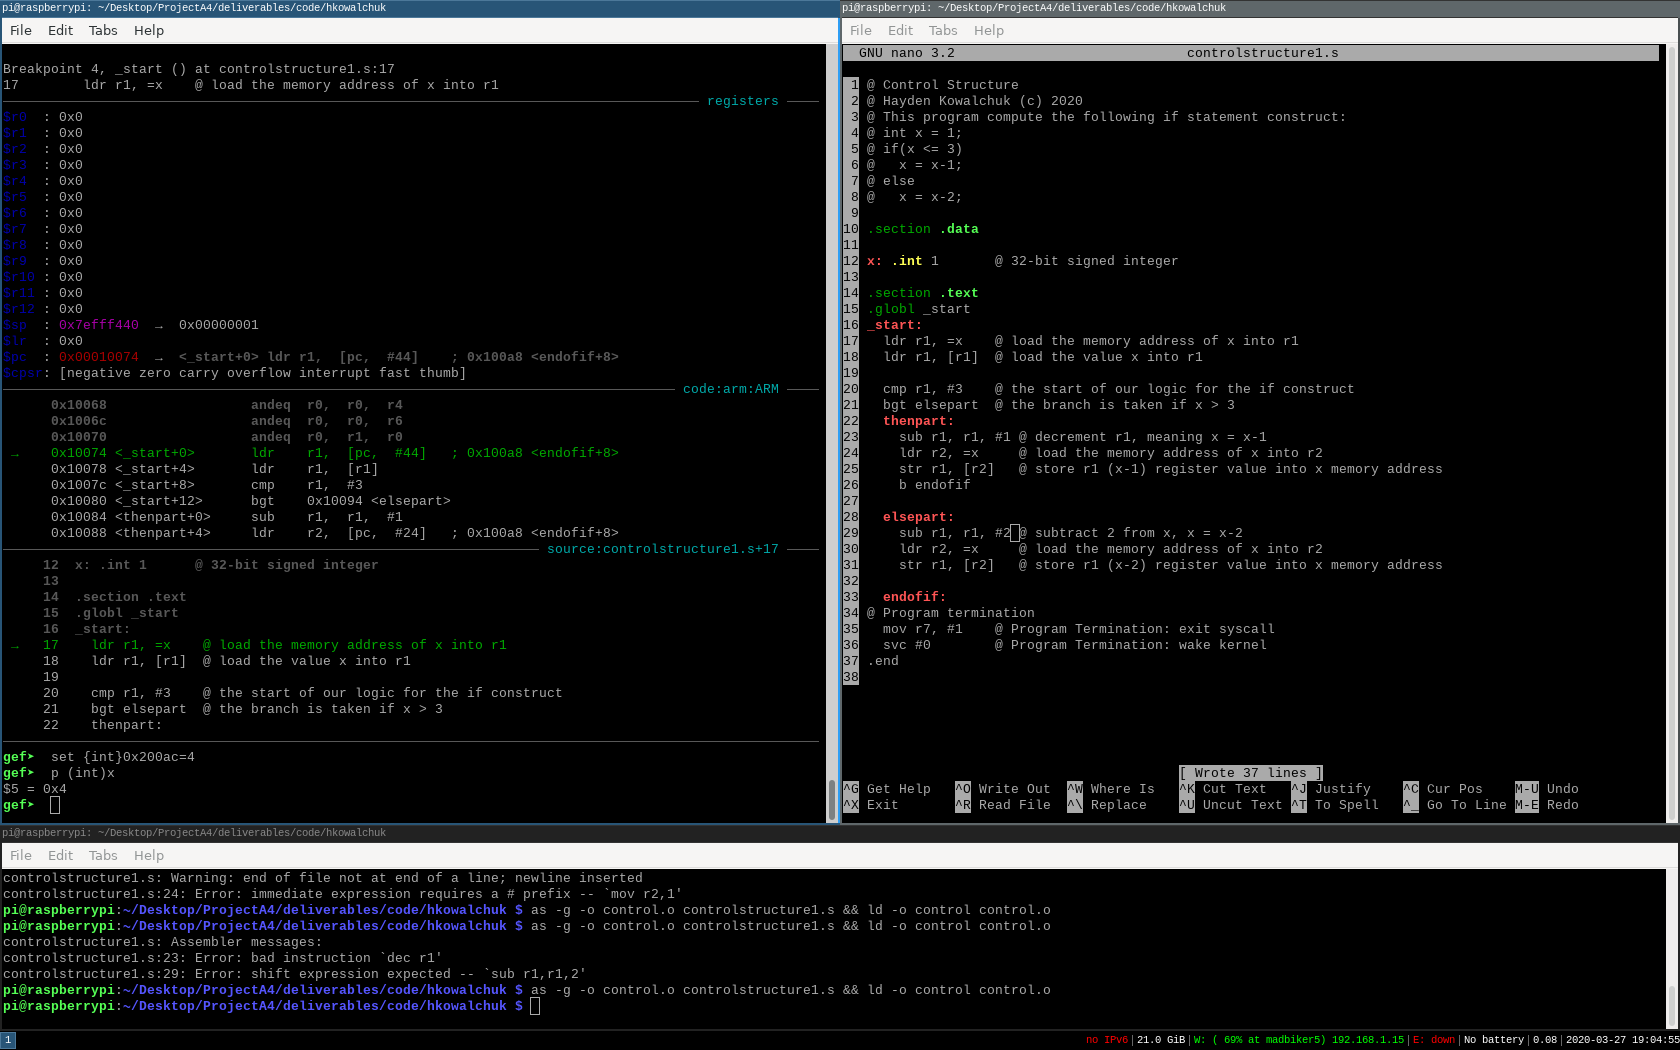 pi@raspberrypi: ~/Desktop/ProjectA4/deliverables/code/hkowalchuk
File Edit Tabs Help
Breakpoint 4, _start () at controlstructure1.s:17
17        ldr r1, =x    @ load the memory address of x into r1
registers
$r0  : 0x0
$r1  : 0x0
$r2  : 0x0
$r3  : 0x0
$r4  : 0x0
$r5  : 0x0
$r6  : 0x0
$r7  : 0x0
$r8  : 0x0
$r9  : 0x0
$r10 : 0x0
$r11 : 0x0
$r12 : 0x0
$sp  : 0x7efff440  →  0x00000001
$lr  : 0x0
$pc  : 0x00010074  →  <_start+0> ldr r1,  [pc,  #44]    ; 0x100a8 <endofif+8>
$cpsr: [negative zero carry overflow interrupt fast thumb]
code:arm:ARM
0x10068                  andeq  r0,  r0,  r4
0x1006c                  andeq  r0,  r0,  r6
0x10070                  andeq  r0,  r1,  r0
→    0x10074 <_start+0>       ldr    r1,  [pc,  #44]   ; 0x100a8 <endofif+8>
0x10078 <_start+4>       ldr    r1,  [r1]
0x1007c <_start+8>       cmp    r1,  #3
0x10080 <_start+12>      bgt    0x10094 <elsepart>
0x10084 <thenpart+0>     sub    r1,  r1,  #1
0x10088 <thenpart+4>     ldr    r2,  [pc,  #24]   ; 0x100a8 <endofif+8>
source:controlstructure1.s+17
12  x: .int 1      @ 32-bit signed integer
13
14  .section .text
15  .globl _start
16  _start:
→   17    ldr r1, =x    @ load the memory address of x into r1
18    ldr r1, [r1]  @ load the value x into r1
19
20    cmp r1, #3    @ the start of our logic for the if construct
21    bgt elsepart  @ the branch is taken if x > 3
22    thenpart:
gef➤  set {int}0x200ac=4
gef➤  p (int)x
$5 = 0x4
gef➤
pi@raspberrypi: ~/Desktop/ProjectA4/deliverables/code/hkowalchuk
File Edit Tabs Help
GNU nano 3.2                             controlstructure1.s
1 @ Control Structure
2 @ Hayden Kowalchuk (c) 2020
3 @ This program compute the following if statement construct:
4 @ int x = 1;
5 @ if(x <= 3)
6 @   x = x-1;
7 @ else
8 @   x = x-2;
9
10 .section .data
11
12 x: .int 1       @ 32-bit signed integer
13
14 .section .text
15 .globl _start
16 _start:
17   ldr r1, =x    @ load the memory address of x into r1
18   ldr r1, [r1]  @ load the value x into r1
19
20   cmp r1, #3    @ the start of our logic for the if construct
21   bgt elsepart  @ the branch is taken if x > 3
22   thenpart:
23     sub r1, r1, #1 @ decrement r1, meaning x = x-1
24     ldr r2, =x     @ load the memory address of x into r2
25     str r1, [r2]   @ store r1 (x-1) register value into x memory address
26     b endofif
27
28   elsepart:
29     sub r1, r1, #2 @ subtract 2 from x, x = x-2
30     ldr r2, =x     @ load the memory address of x into r2
31     str r1, [r2]   @ store r1 (x-2) register value into x memory address
32
33   endofif:
34 @ Program termination
35   mov r7, #1    @ Program Termination: exit syscall
36   svc #0        @ Program Termination: wake kernel
37 .end
38
[ Wrote 37 lines ]
^G Get Help   ^O Write Out  ^W Where Is   ^K Cut Text   ^J Justify    ^C Cur Pos    M-U Undo
^X Exit       ^R Read File  ^\ Replace    ^U Uncut Text ^T To Spell   ^_ Go To Line M-E Redo
pi@raspberrypi: ~/Desktop/ProjectA4/deliverables/code/hkowalchuk
File Edit Tabs Help
controlstructure1.s: Warning: end of file not at end of a line; newline inserted
controlstructure1.s:24: Error: immediate expression requires a # prefix -- `mov r2,1'
pi@raspberrypi:~/Desktop/ProjectA4/deliverables/code/hkowalchuk $ as -g -o control.o controlstructure1.s && ld -o control control.o
pi@raspberrypi:~/Desktop/ProjectA4/deliverables/code/hkowalchuk $ as -g -o control.o controlstructure1.s && ld -o control control.o
controlstructure1.s: Assembler messages:
controlstructure1.s:23: Error: bad instruction `dec r1'
controlstructure1.s:29: Error: shift expression expected -- `sub r1,r1,2'
pi@raspberrypi:~/Desktop/ProjectA4/deliverables/code/hkowalchuk $ as -g -o control.o controlstructure1.s && ld -o control control.o
pi@raspberrypi:~/Desktop/ProjectA4/deliverables/code/hkowalchuk $
1
no IPv6|21.0 GiB|W: ( 69% at madbiker5) 192.168.1.15|E: down|No battery|0.08|2020-03-27 19:04:55